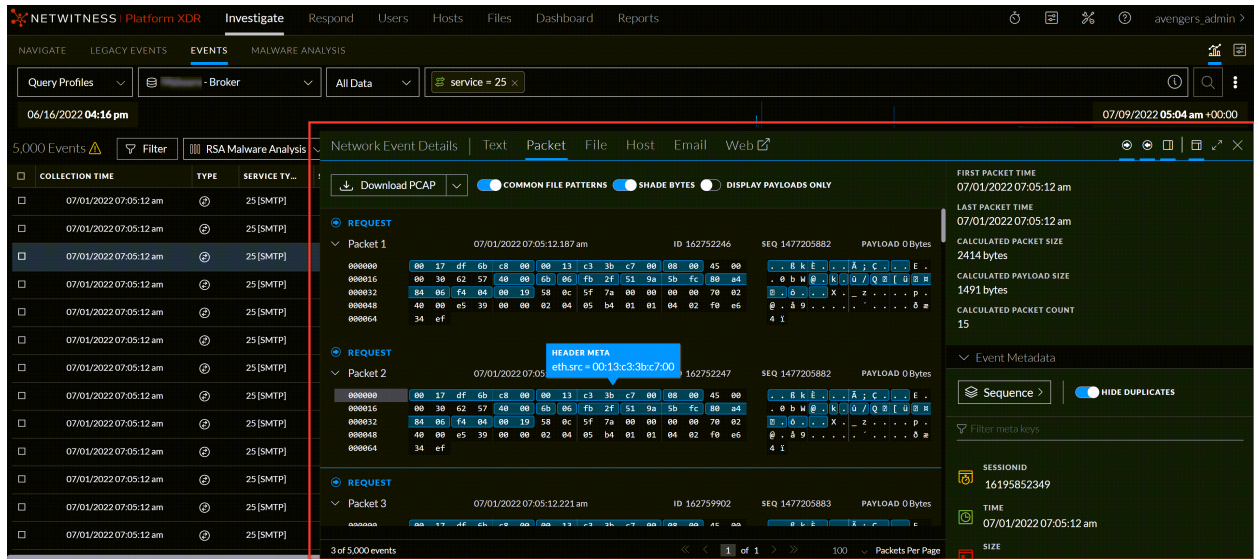 NETWITNESS | Platform XDR Investigate Respond Users Hosts Files Dashboard Reports avengers_admin >
NAVIGATE LEGACY EVENTS EVENTS MALWARE ANALYSIS
Query Profiles - Broker All Data service = 25 ×
06/16/2022 04:16 pm 07/09/2022 05:04 am +00:00
5,000 Events Filter RSA Malware Analysis
Network Event Details Text Packet File Host Email Web
COLLECTION TIME TYPE SERVICE TY...
07/01/2022 07:05:12 am 25 [SMTP]
07/01/2022 07:05:12 am 25 [SMTP]
07/01/2022 07:05:12 am 25 [SMTP]
07/01/2022 07:05:12 am 25 [SMTP]
07/01/2022 07:05:12 am 25 [SMTP]
07/01/2022 07:05:12 am 25 [SMTP]
07/01/2022 07:05:12 am 25 [SMTP]
07/01/2022 07:05:12 am 25 [SMTP]
07/01/2022 07:05:12 am 25 [SMTP]
07/01/2022 07:05:12 am 25 [SMTP]
07/01/2022 07:05:12 am 25 [SMTP]
07/01/2022 07:05:12 am 25 [SMTP]
07/01/2022 07:05:12 am 25 [SMTP]
Download PCAP COMMON FILE PATTERNS SHADE BYTES DISPLAY PAYLOADS ONLY
REQUEST
Packet 1 07/01/2022 07:05:12.187 am ID 162752246 SEQ 1477205882 PAYLOAD 0 Bytes
000000 00 17 df 6b c8 00 00 13 c3 3b c7 00 08 00 45 00
000016 00 30 62 57 40 00 6b 06 fb 2f 51 9a 5b fc 80 a4
000032 84 06 f4 04 00 19 58 0c 5f 7a 00 00 00 00 70 02
000048 40 00 e5 39 00 00 02 04 05 b4 01 01 04 02 f0 e6
000064 34 ef
REQUEST
HEADER META
eth.src = 00:13:c3:3b:c7:00
Packet 2 07/01/2022 07:05 ID 162752247 SEQ 1477205882 PAYLOAD 0 Bytes
000000 00 17 df 6b c8 00 00 13 c3 3b c7 00 08 00 45 00
000016 00 30 62 57 40 00 6b 06 fb 2f 51 9a 5b fc 80 a4
000032 84 06 f4 04 00 19 58 0c 5f 7a 00 00 00 00 70 02
000048 40 00 e5 39 00 00 02 04 05 b4 01 01 04 02 f0 e6
000064 34 ef
REQUEST
Packet 3 07/01/2022 07:05:12.221 am ID 162759902 SEQ 1477205883 PAYLOAD 0 Bytes
3 of 5,000 events 1 of 1 100 Packets Per Page
FIRST PACKET TIME
07/01/2022 07:05:12 am
LAST PACKET TIME
07/01/2022 07:05:12 am
CALCULATED PACKET SIZE
2414 bytes
CALCULATED PAYLOAD SIZE
1491 bytes
CALCULATED PACKET COUNT
15
Event Metadata
Sequence > HIDE DUPLICATES
Filter meta keys
SESSIONID
16195852349
TIME
07/01/2022 07:05:12 am
SIZE